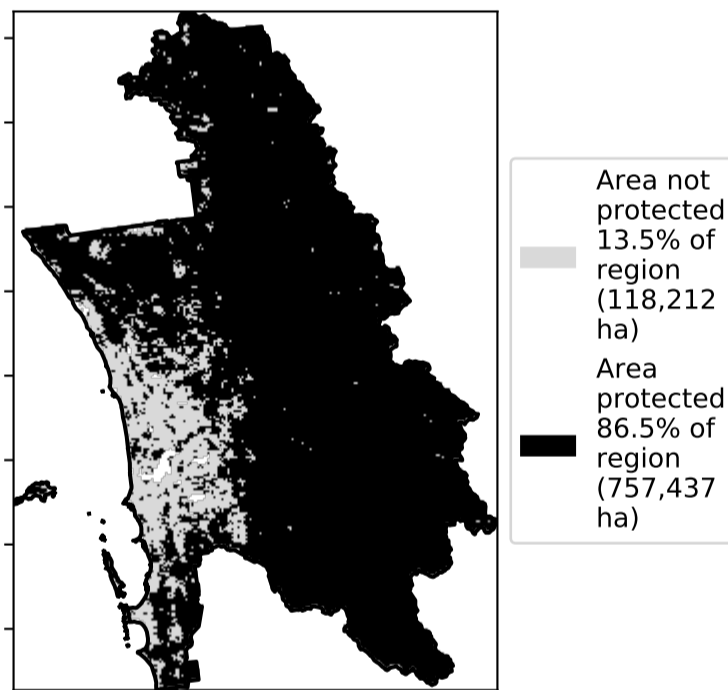 Area not
protected
13.5% of
region
(118,212
ha)
Area
protected
86.5% of
region
(757,437
ha)